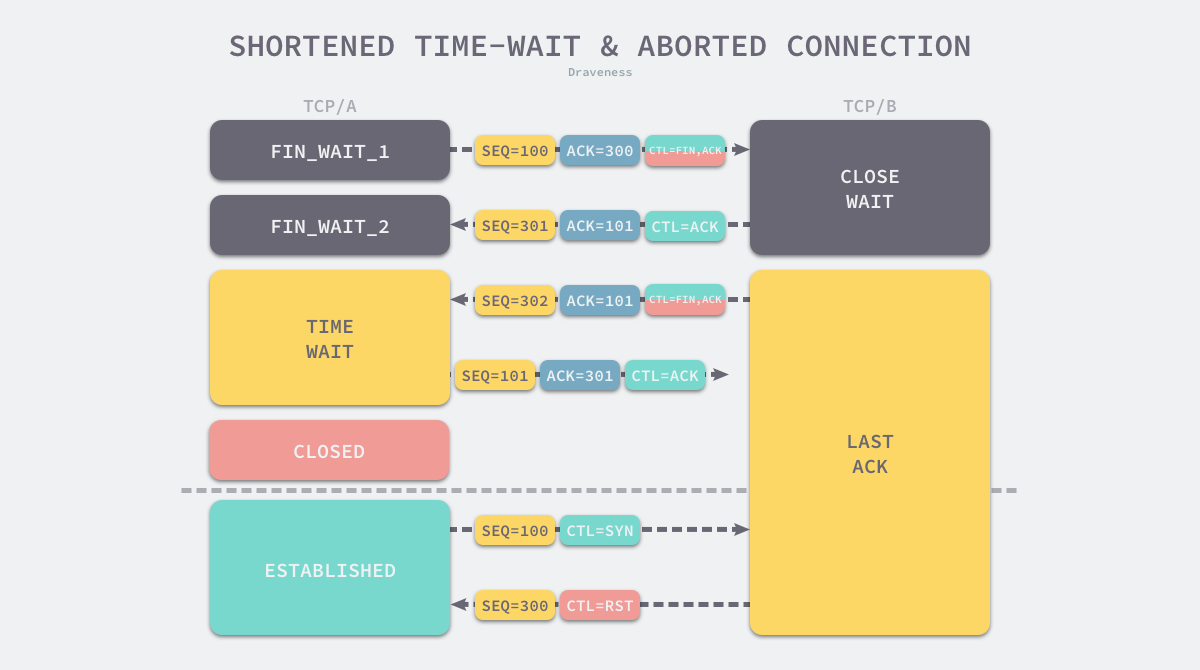 SHORTENED TIME-WAIT & ABORTED CONNECTION
Draveness
TCP/A
TCP/B
FIN_WAIT_1
SEQ=100 ACK=300 CTL=FIN,ACK
CLOSE
WAIT
FIN_WAIT_2
SEQ=301 ACK=101 CTL=ACK
TIME
WAIT
SEQ=302 ACK=101 CTL=FIN,ACK
SEQ=101 ACK=301 CTL=ACK
LAST
ACK
CLOSED
ESTABLISHED
SEQ=100 CTL=SYN
SEQ=300 CTL=RST